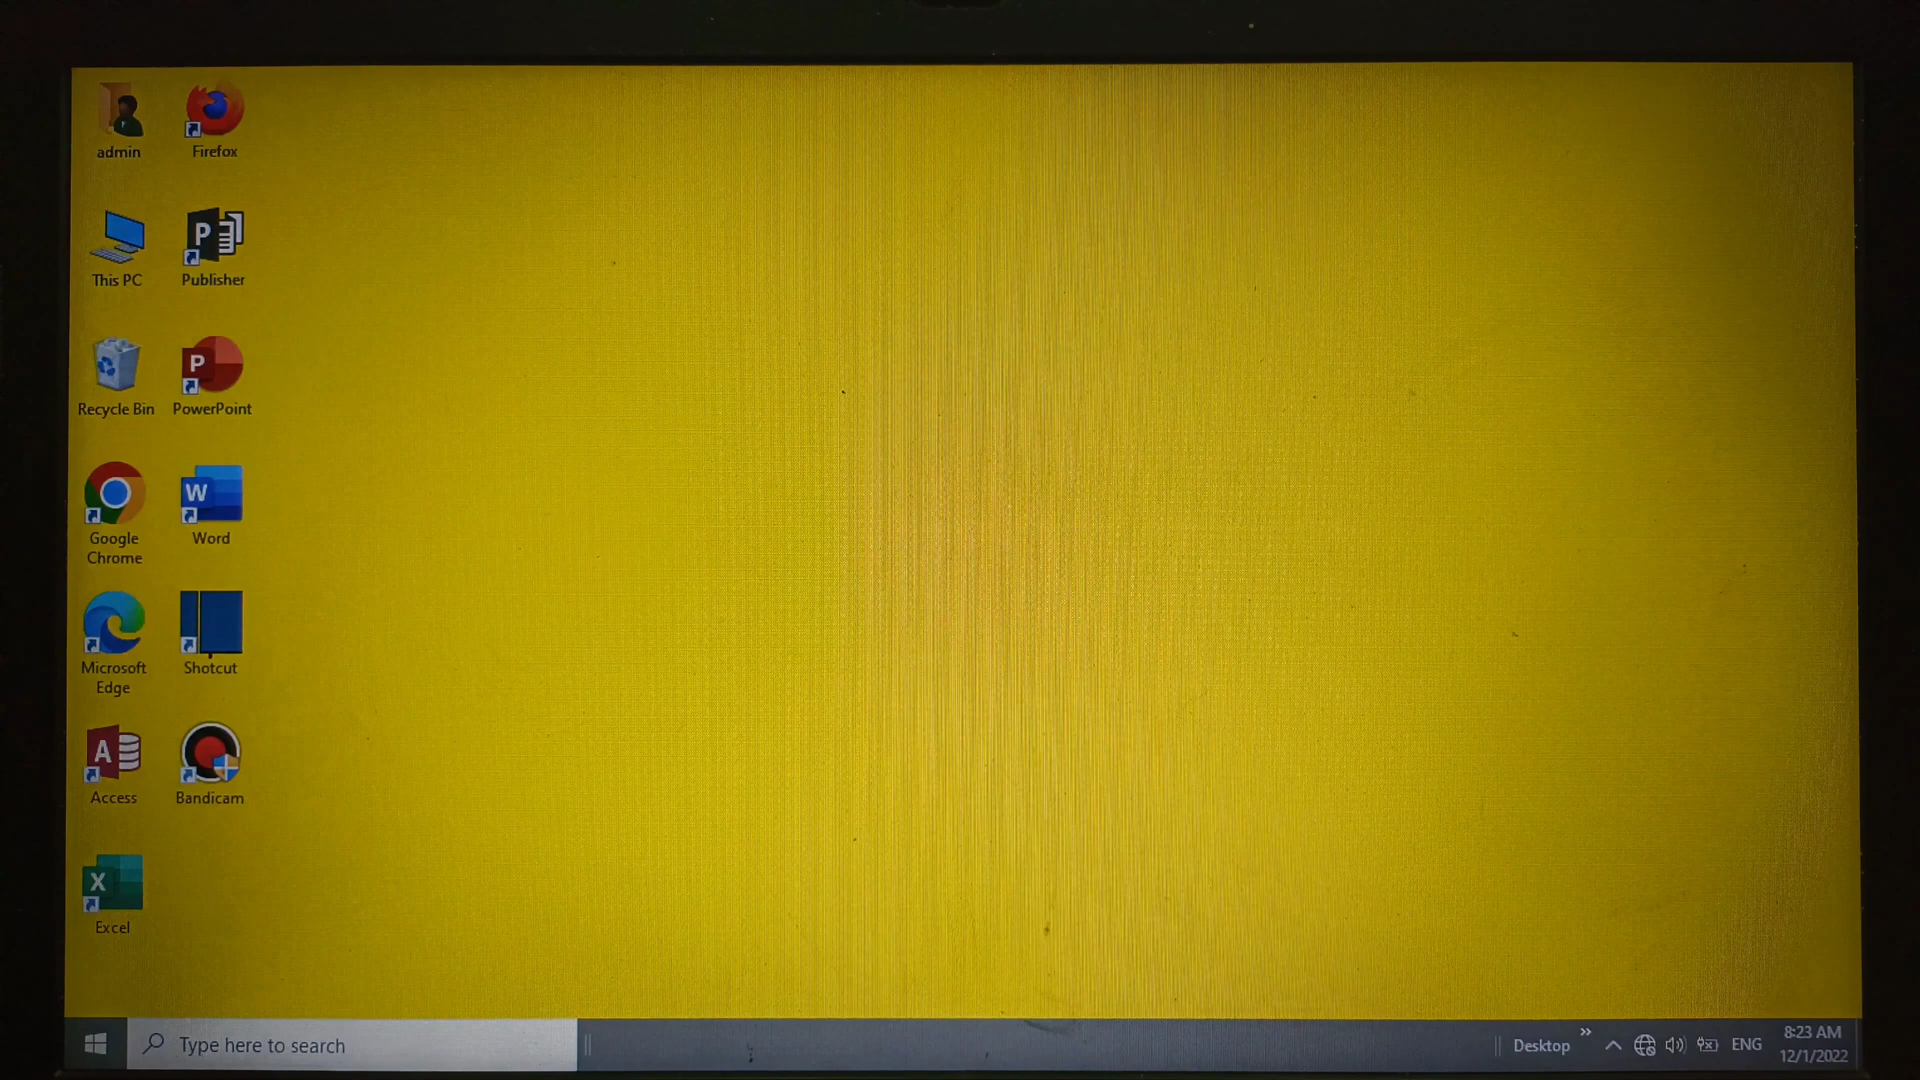 admin
Firefox
This PC
Publisher
Recycle Bin
PowerPoint
Google
Chrome
Word
Microsoft
Edge
Shotcut
Access
Bandicam
Excel
Type here to search
Desktop
ENG
8:23 AM
12/1/2022